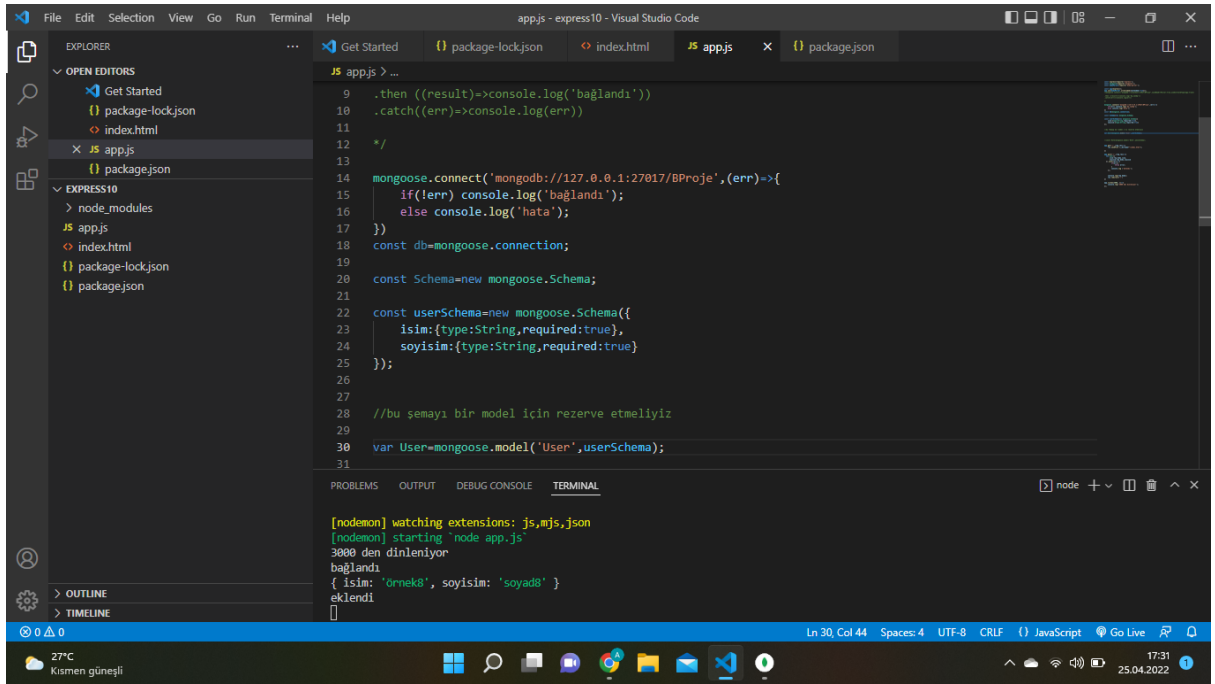 File Edit Selection View Go Run Terminal Help app.js - express10 - Visual Studio Code
EXPLORER
OPEN EDITORS
Get Started
{} package-lock.json
<> index.html
JS app.js
{} package.json
EXPRESS10
> node_modules
JS app.js
<> index.html
{} package-lock.json
{} package.json
> OUTLINE
> TIMELINE
Get Started {} package-lock.json <> index.html JS app.js {} package.json
JS app.js > ...
9 .then ((result)=>console.log('bağlandı'))
10 .catch((err)=>console.log(err))
11
12 */
13
14 mongoose.connect('mongodb://127.0.0.1:27017/BProje',(err)=>{
15 if(!err) console.log('bağlandı');
16 else console.log('hata');
17 })
18 const db=mongoose.connection;
19
20 const Schema=new mongoose.Schema;
21
22 const userSchema=new mongoose.Schema({
23 isim:{type:String,required:true},
24 soyisim:{type:String,required:true}
25 });
26
27
28 //bu şemayı bir model için rezerve etmeliyiz
29
30 var User=mongoose.model('User',userSchema);
31
PROBLEMS OUTPUT DEBUG CONSOLE TERMINAL node
[nodemon] watching extensions: js,mjs,json
[nodemon] starting `node app.js`
3000 den dinleniyor
bağlandı
{ isim: 'örnek8', soyisim: 'soyad8' }
eklendi
0 0 Ln 30, Col 44 Spaces: 4 UTF-8 CRLF {} JavaScript Go Live
27°C
Kısmen güneşli
17:31
25.04.2022
1